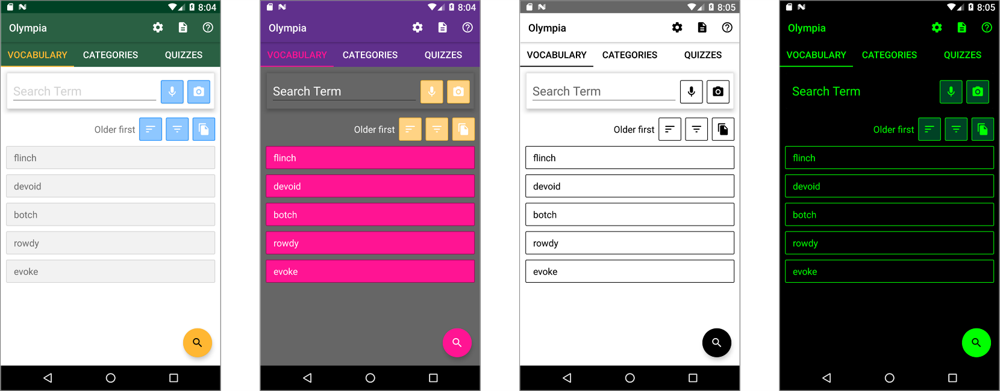 8:04
Olympia
VOCABULARY CATEGORIES QUIZZES
Search Term
Older first
flinch
devoid
botch
rowdy
evoke
8:04
Olympia
VOCABULARY CATEGORIES QUIZZES
Search Term
Older first
flinch
devoid
botch
rowdy
evoke
8:05
Olympia
VOCABULARY CATEGORIES QUIZZES
Search Term
Older first
flinch
devoid
botch
rowdy
evoke
8:05
Olympia
VOCABULARY CATEGORIES QUIZZES
Search Term
Older first
flinch
devoid
botch
rowdy
evoke